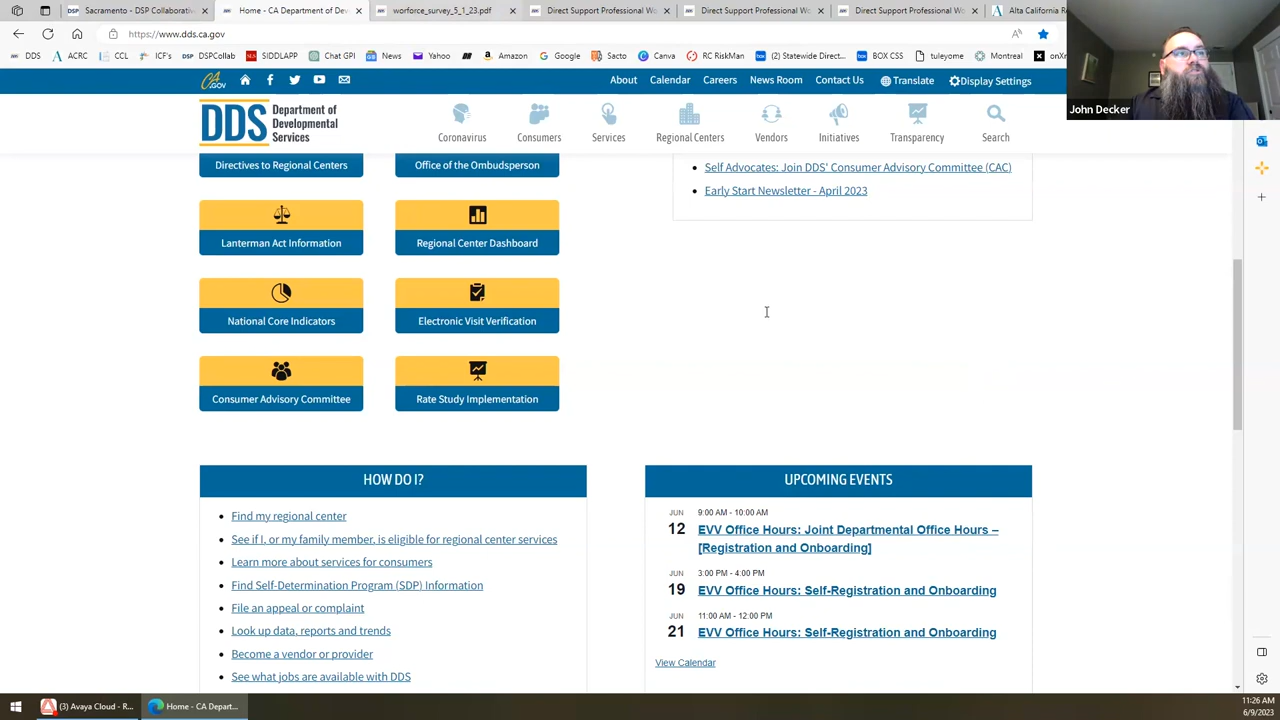 Sacramento - DSP Collaborativ
Home - CA Department of Dev
worforce_survey_5_1_23.pdf
Direct Support Professional Wo
Direct Support Professional Wo
Direct Support Professional Wo
Alta California Re
https://www.dds.ca.gov
DDS
ACRC
CCL
ICF's
DSPCollab
SIDDLAPP
Chat GPI
News
Yahoo
Amazon
Google
Sacto
Canva
RC RiskMan
(2) Statewide Direct...
BOX CSS
tuleyome
Montreal
onX
John Decker
CA.GOV
About
Calendar
Careers
News Room
Contact Us
Translate
Display Settings
DDS
Department of
Developmental
Services
Coronavirus
Consumers
Services
Regional Centers
Vendors
Initiatives
Transparency
Search
Directives to Regional Centers
Office of the Ombudsperson
Self Advocates: Join DDS' Consumer Advisory Committee (CAC)
Early Start Newsletter - April 2023
Lanterman Act Information
Regional Center Dashboard
National Core Indicators
Electronic Visit Verification
Consumer Advisory Committee
Rate Study Implementation
HOW DO I?
Find my regional center
See if I, or my family member, is eligible for regional center services
Learn more about services for consumers
Find Self-Determination Program (SDP) Information
File an appeal or complaint
Look up data, reports and trends
Become a vendor or provider
See what jobs are available with DDS
UPCOMING EVENTS
JUN
12
9:00 AM - 10:00 AM
EVV Office Hours: Joint Departmental Office Hours –
[Registration and Onboarding]
JUN
19
3:00 PM - 4:00 PM
EVV Office Hours: Self-Registration and Onboarding
JUN
21
11:00 AM - 12:00 PM
EVV Office Hours: Self-Registration and Onboarding
View Calendar
(3) Avaya Cloud - R...
Home - CA Depart...
11:26 AM
6/9/2023